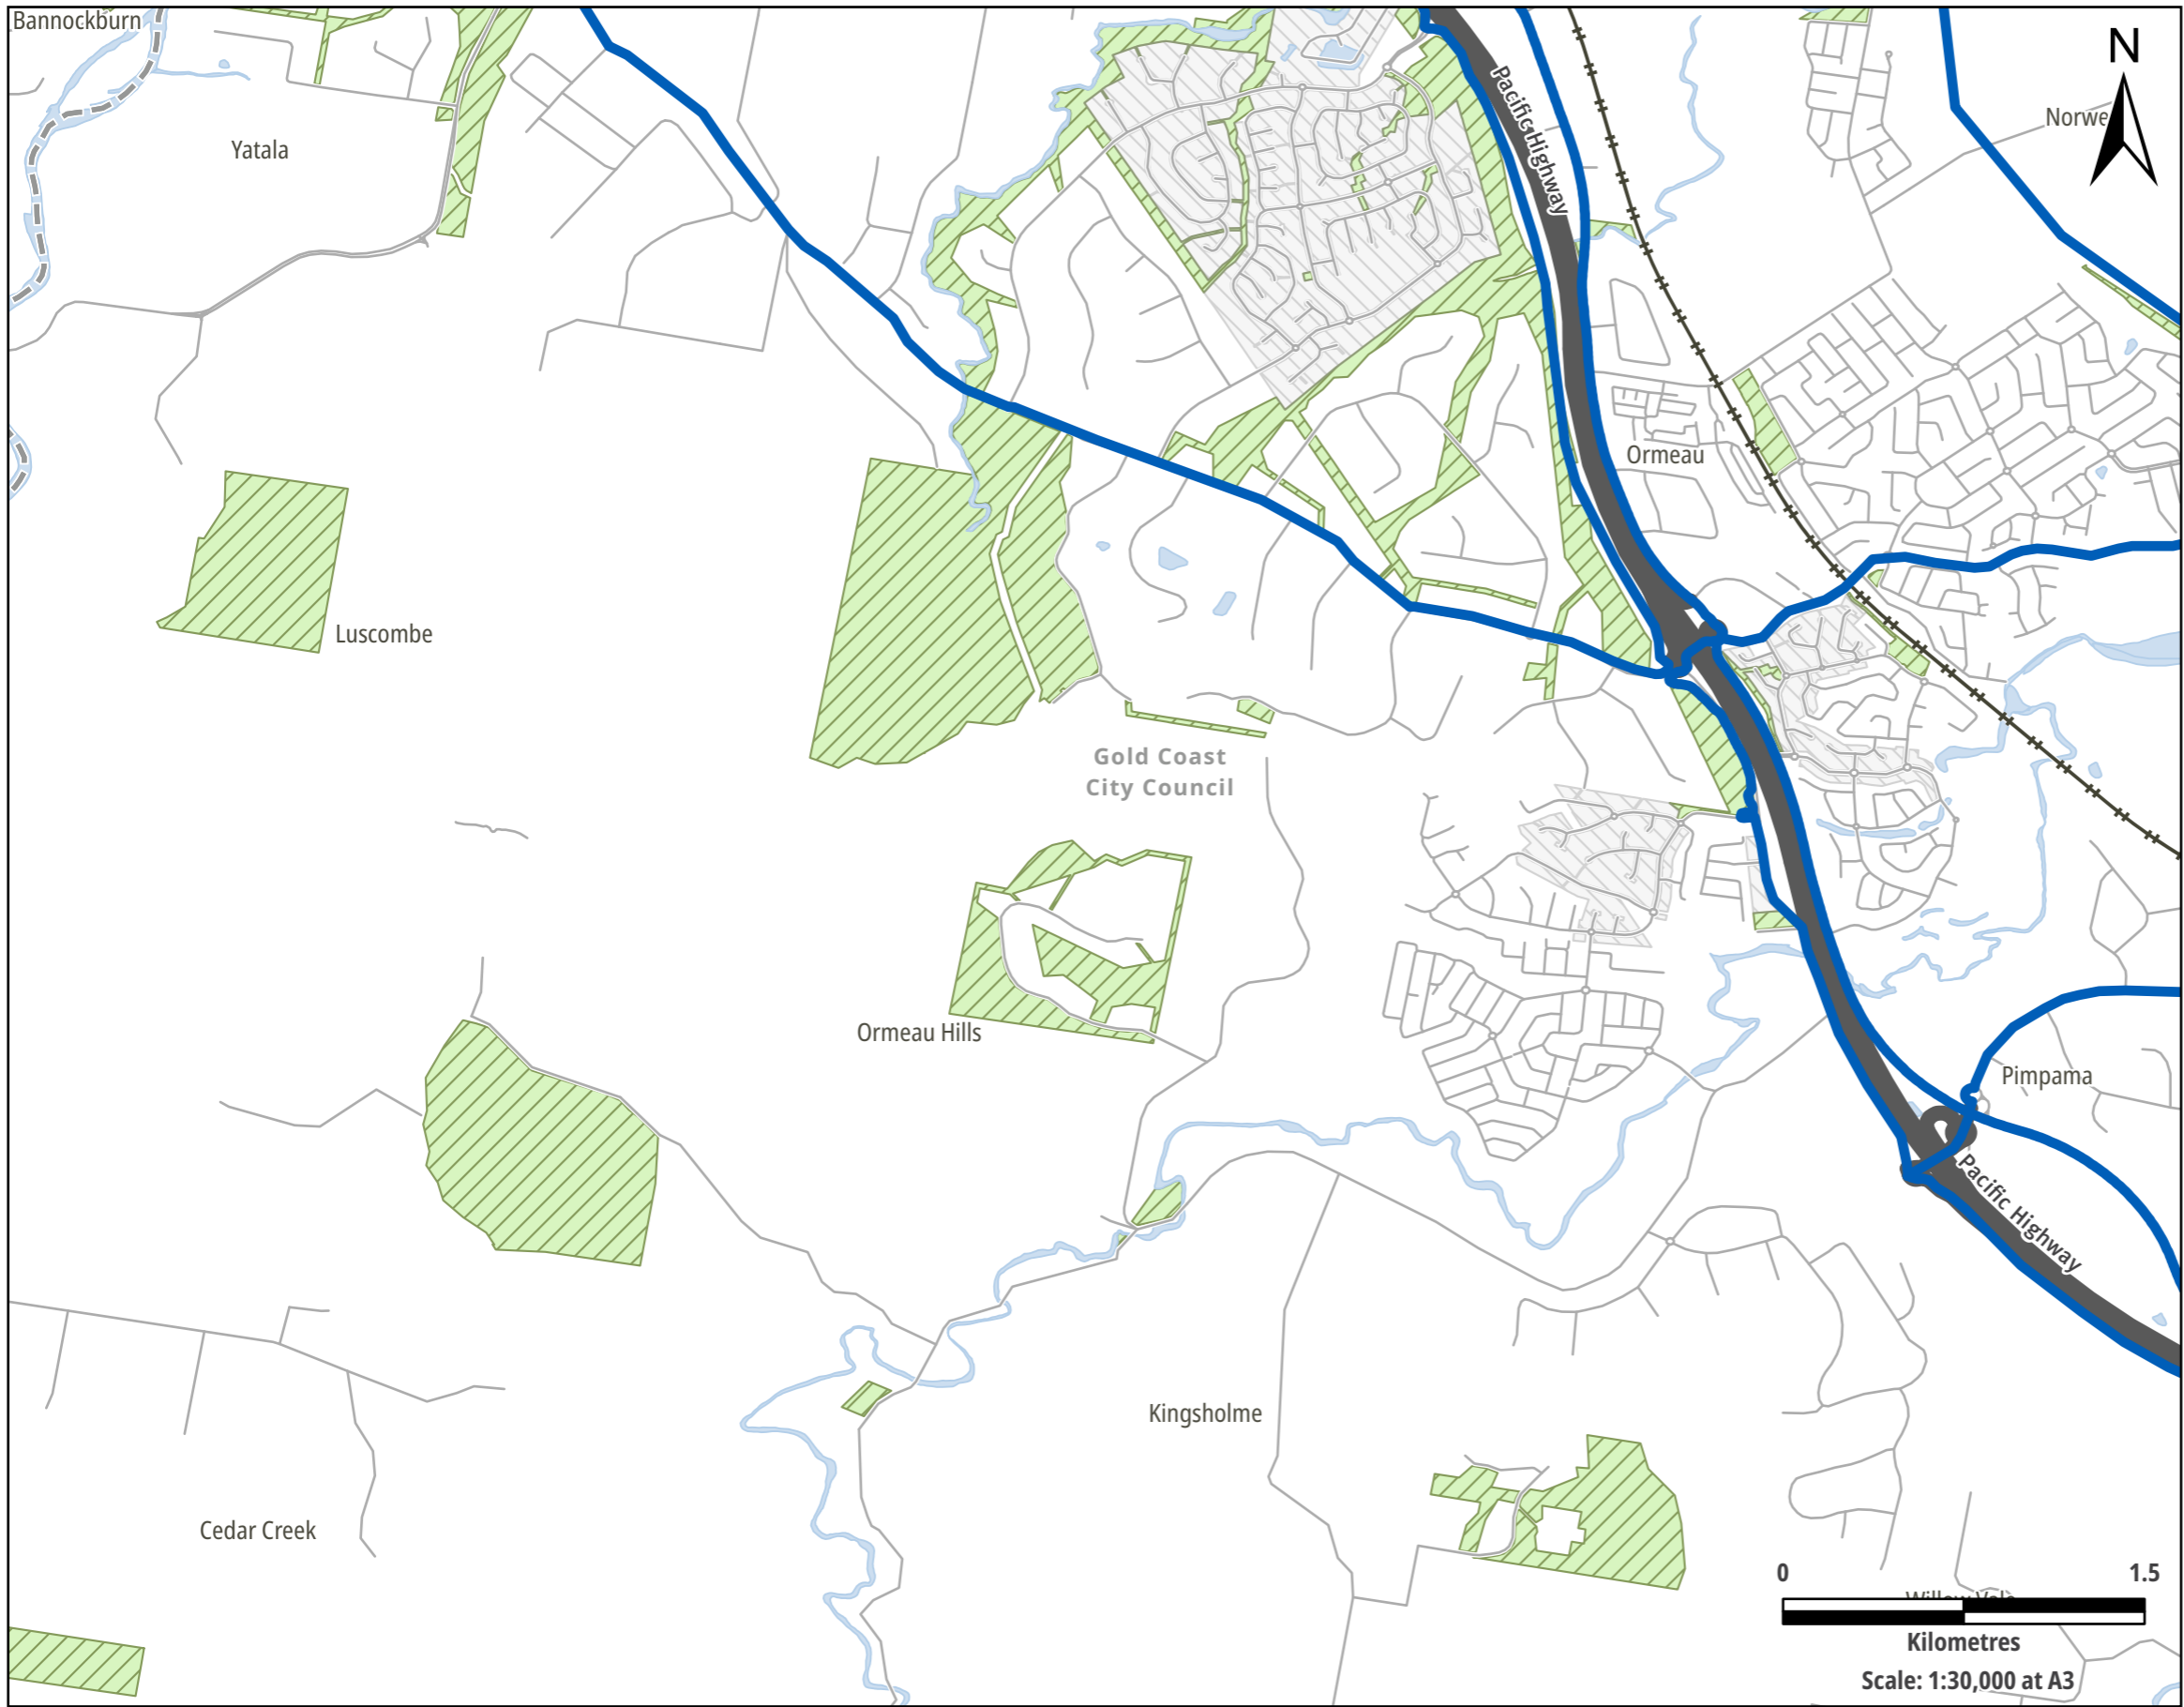 Bannockburn
N
Norwe
Yatala
Pacific Highway
Ormeau
Luscombe
Gold Coast
City Council
Ormeau Hills
Pimpama
Pacific Highway
Kingsholme
Cedar Creek
0 1.5
Kilometres
Scale: 1:30,000 at A3